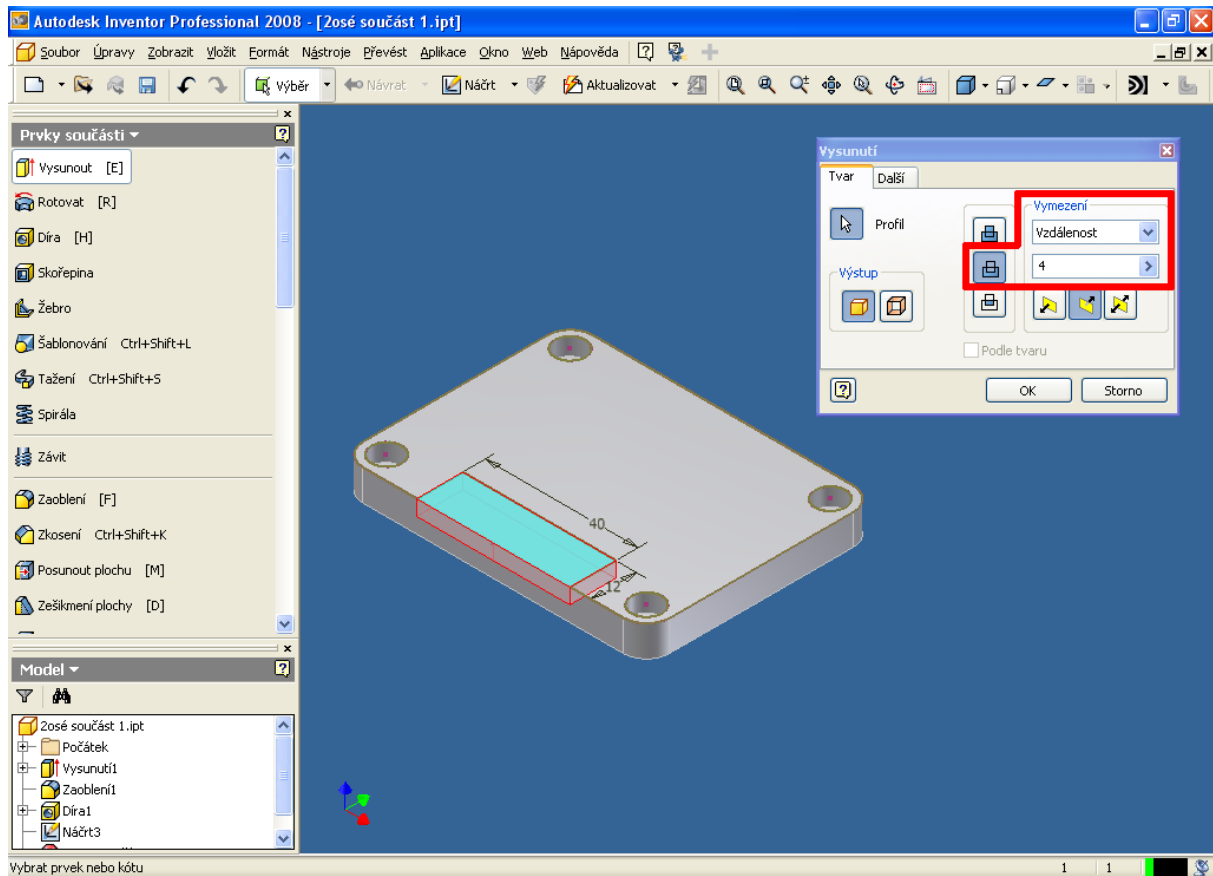 Autodesk Inventor Professional 2008 - [2osé součást 1.ipt]
Soubor Úpravy Zobrazit Vložit Formát Nástroje Převést Aplikace Okno Web Nápověda
Výběr Návrat Náčrt Aktualizovat
Prvky součásti
Vysunout [E]
Rotovat [R]
Díra [H]
Skořepina
Žebro
Šablonování Ctrl+Shift+L
Tažení Ctrl+Shift+S
Spirála
Závit
Zaoblení [F]
Zkosení Ctrl+Shift+K
Posunout plochu [M]
Zešikmení plochy [D]
Model
2osé součást 1.ipt
Počátek
Vysunutí1
Zaoblení1
Díra1
Náčrt3
40
12
Vysunutí
Tvar Další
Profil
Výstup
Vymezení
Vzdálenost
4
Podle tvaru
OK Storno
Vybrat prvek nebo kótu
1 1